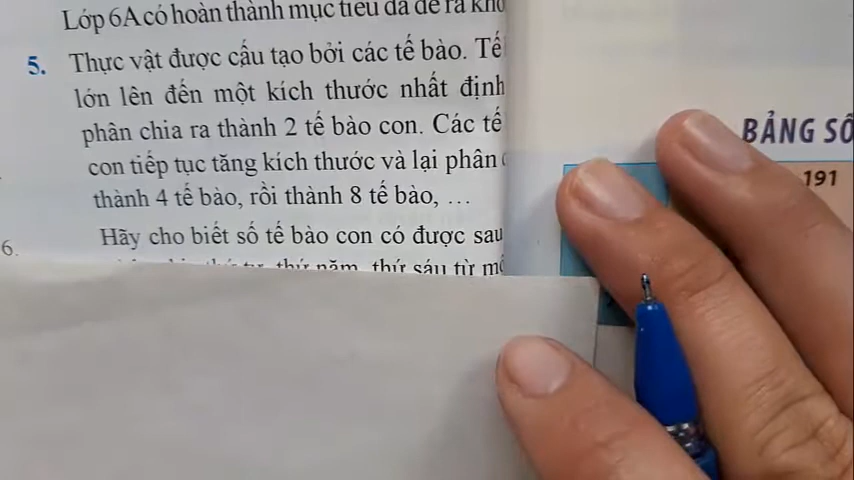 Lớp 6A có hoàn thành mục tiêu đã đề ra
5. Thực vật được cấu tạo bởi các tế bào. Tế
lớn lên đến một kích thước nhất định
phân chia ra thành 2 tế bào con. Các tế
con tiếp tục tăng kích thước và lại phân
thành 4 tế bào, rồi thành 8 tế bào, ...
Hãy cho biết số tế bào con có được sau
6.
thứ tư, thứ năm, thứ sáu từ
BẢNG SỐ
191